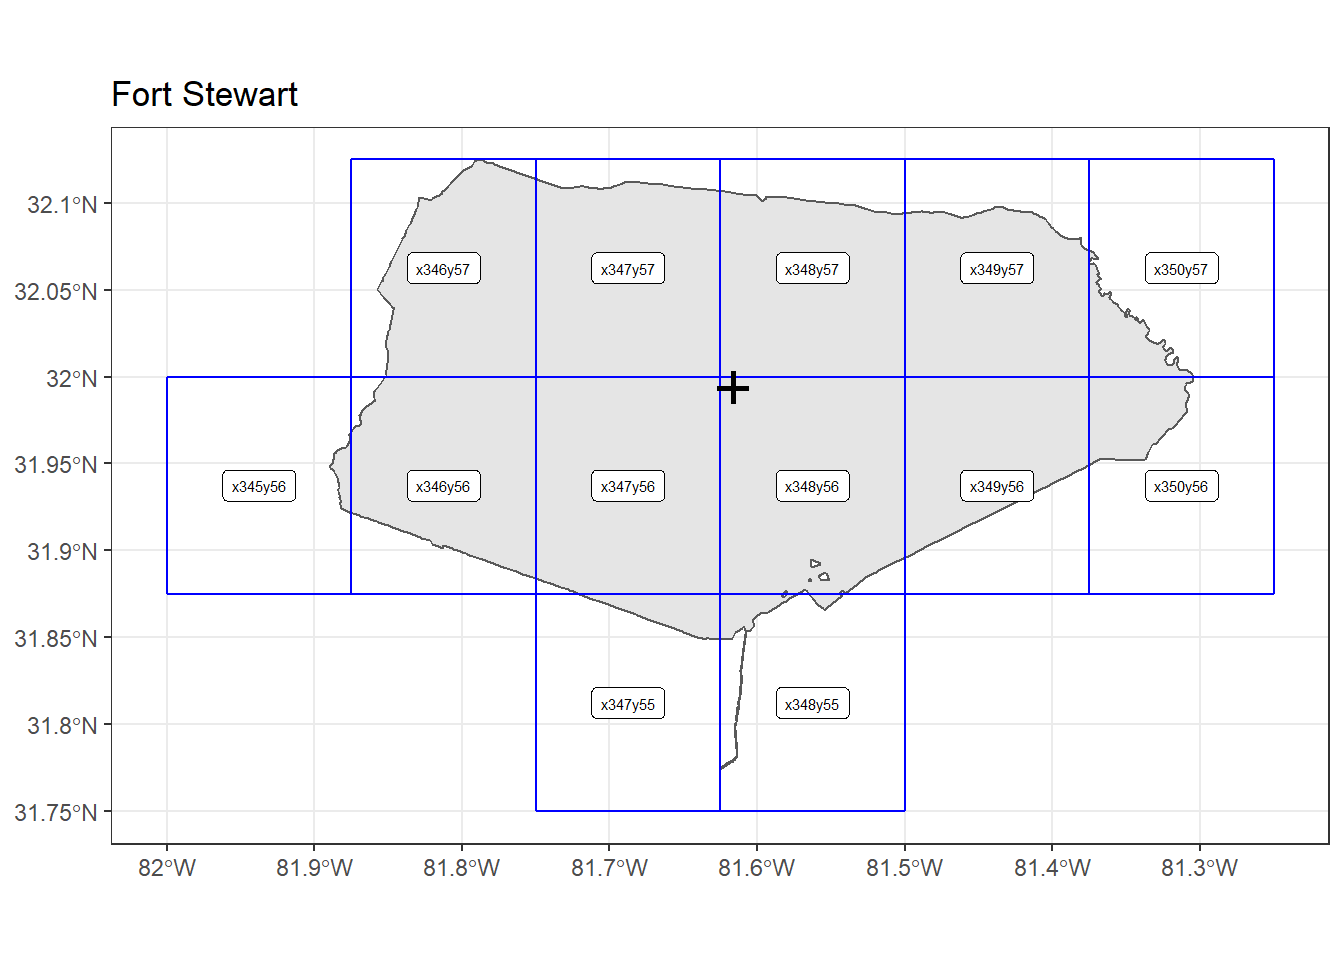 Fort Stewart
32.1°N
32.05°N
32°N
31.95°N
31.9°N
31.85°N
31.8°N
31.75°N
x346y57 x347y57 x348y57 x349y57 x350y57
x345y56 x346y56 x347y56 x348y56 x349y56 x350y56
x347y55 x348y55
82°W 81.9°W 81.8°W 81.7°W 81.6°W 81.5°W 81.4°W 81.3°W